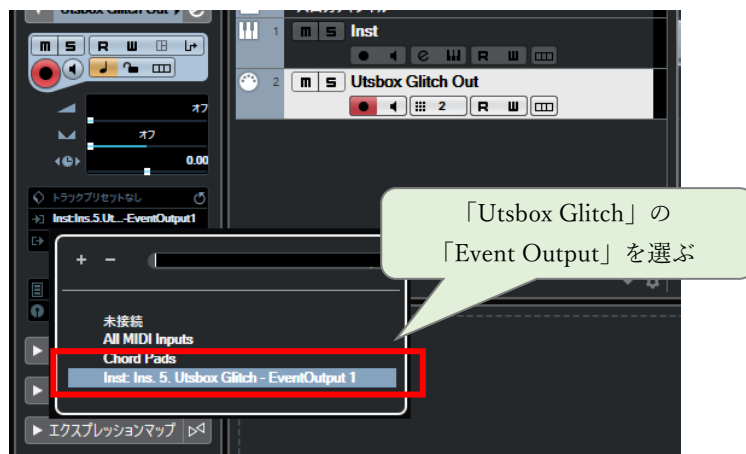 Utsbox Glitch Out
m S R W
オフ
オフ
0.00
トラックプリセットなし
Inst:Ins.5.Ut...-EventOutput1
エクスプレッションマップ
1 m S Inst
e R W
2 m S Utsbox Glitch Out
2 R W
「Utsbox Glitch」の
「Event Output」を選ぶ
+ −
未接続
All MIDI Inputs
Chord Pads
Inst: Ins. 5. Utsbox Glitch - EventOutput 1